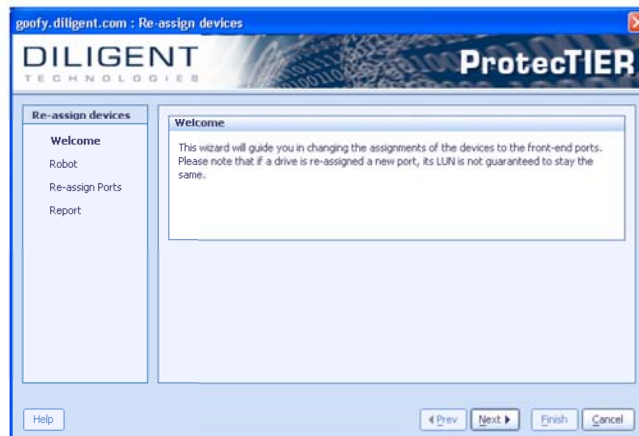 goofy.diligent.com : Re-assign devices
DILIGENT
TECHNOLOGIES
ProtecTIER
Re-assign devices
Welcome
Robot
Re-assign Ports
Report
Welcome
This wizard will guide you in changing the assignments of the devices to the front-end ports.
Please note that if a drive is re-assigned a new port, its LUN is not guaranteed to stay the
same.
Help
Prev
Next
Finish
Cancel